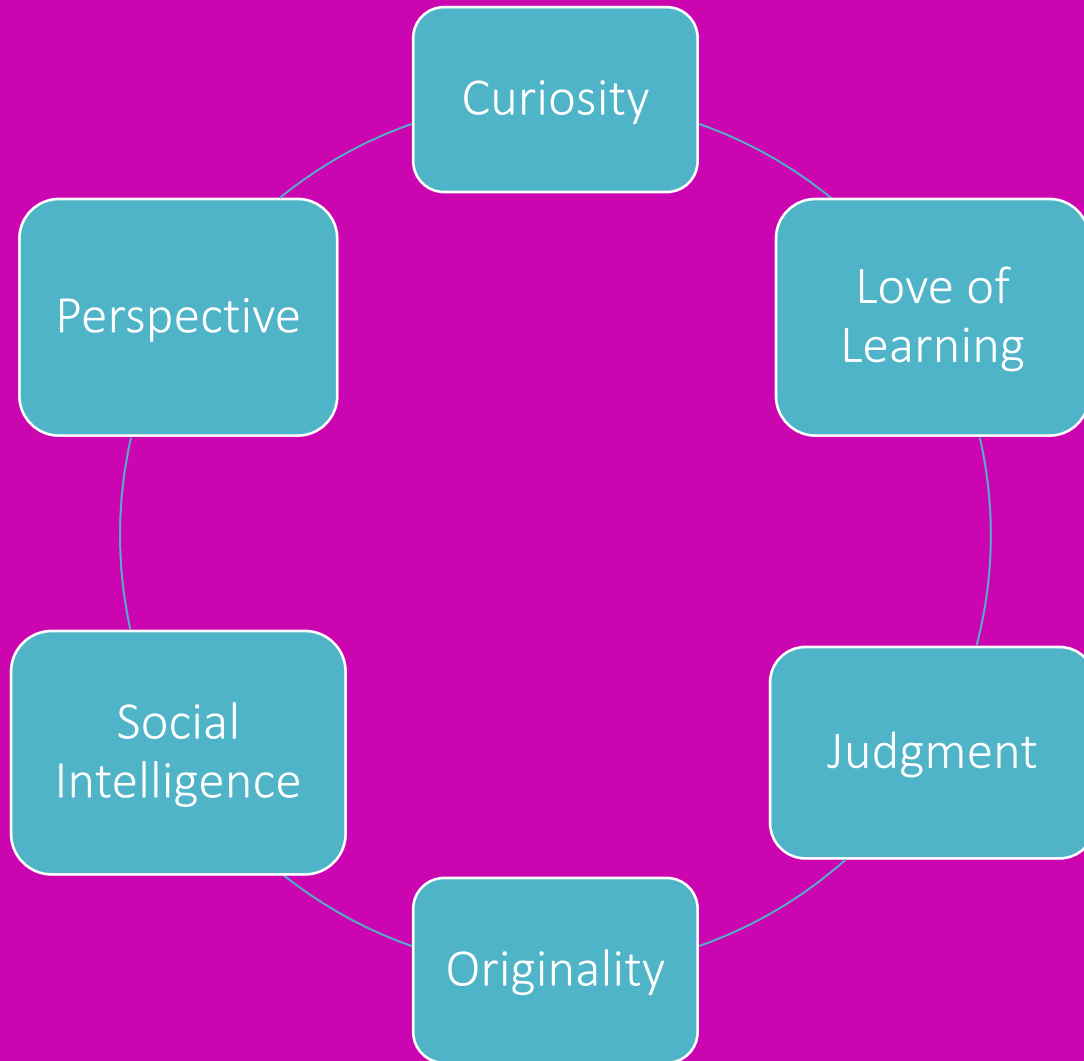 Curiosity
Love of
Learning
Judgment
Originality
Social
Intelligence
Perspective